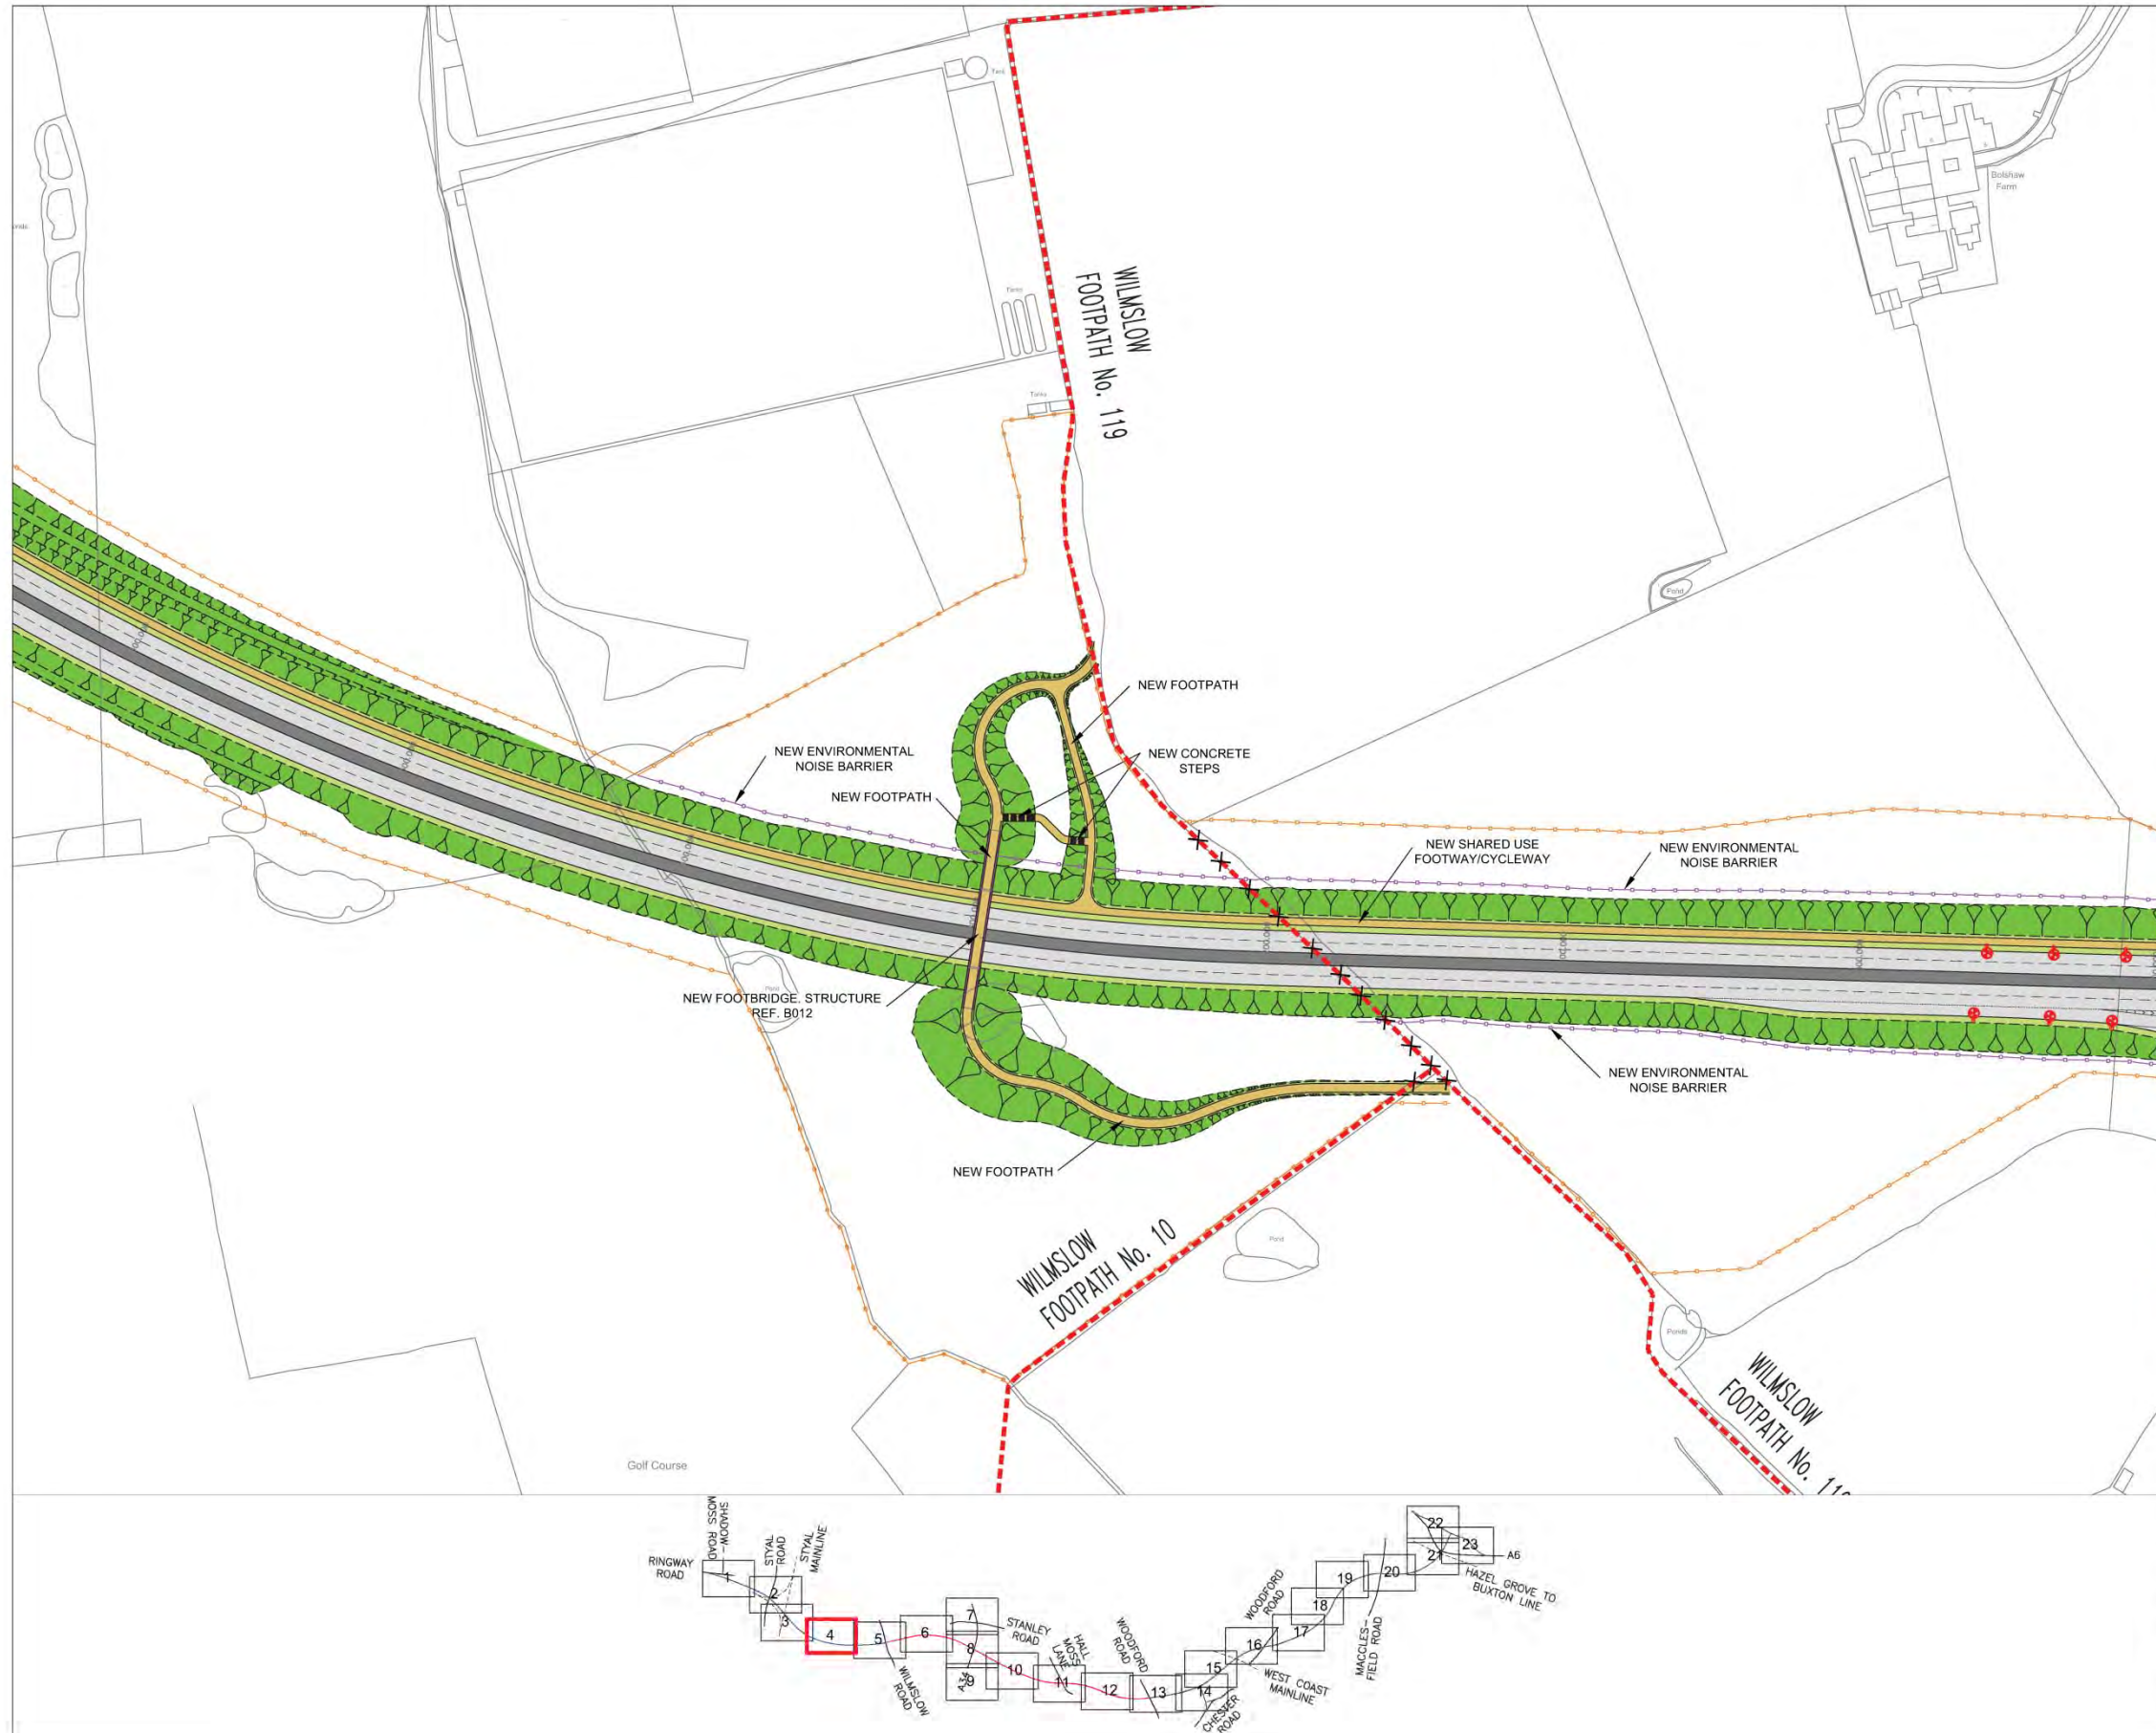 Tank
Bolshaw
Farm
WILMSLOW
FOOTPATH No. 119
Tanks
Pond
NEW FOOTPATH
NEW ENVIRONMENTAL
NOISE BARRIER
NEW CONCRETE
STEPS
NEW FOOTPATH
NEW SHARED USE
FOOTWAY/CYCLEWAY
NEW ENVIRONMENTAL
NOISE BARRIER
NEW FOOTBRIDGE. STRUCTURE
REF. B012
Pond
NEW ENVIRONMENTAL
NOISE BARRIER
NEW FOOTPATH
WILMSLOW
FOOTPATH No. 10
Pond
Ponds
WILMSLOW
FOOTPATH No.
Golf Course
RINGWAY
ROAD
SHADOW
MOSS ROAD
STYAL
ROAD
STYAL
MAINLINE
1
2
3
4
5
6
7
8
9
10
11
12
13
14
15
16
17
18
19
20
21
22
23
WILMSLOW
ROAD
STANLEY
ROAD
A34
HALL
MOSS
LANE
WOODFORD
ROAD
CHESTER
ROAD
WEST COAST
MAINLINE
WOODFORD
ROAD
MACCLES-
FIELD ROAD
A6
HAZEL GROVE TO
BUXTON LINE